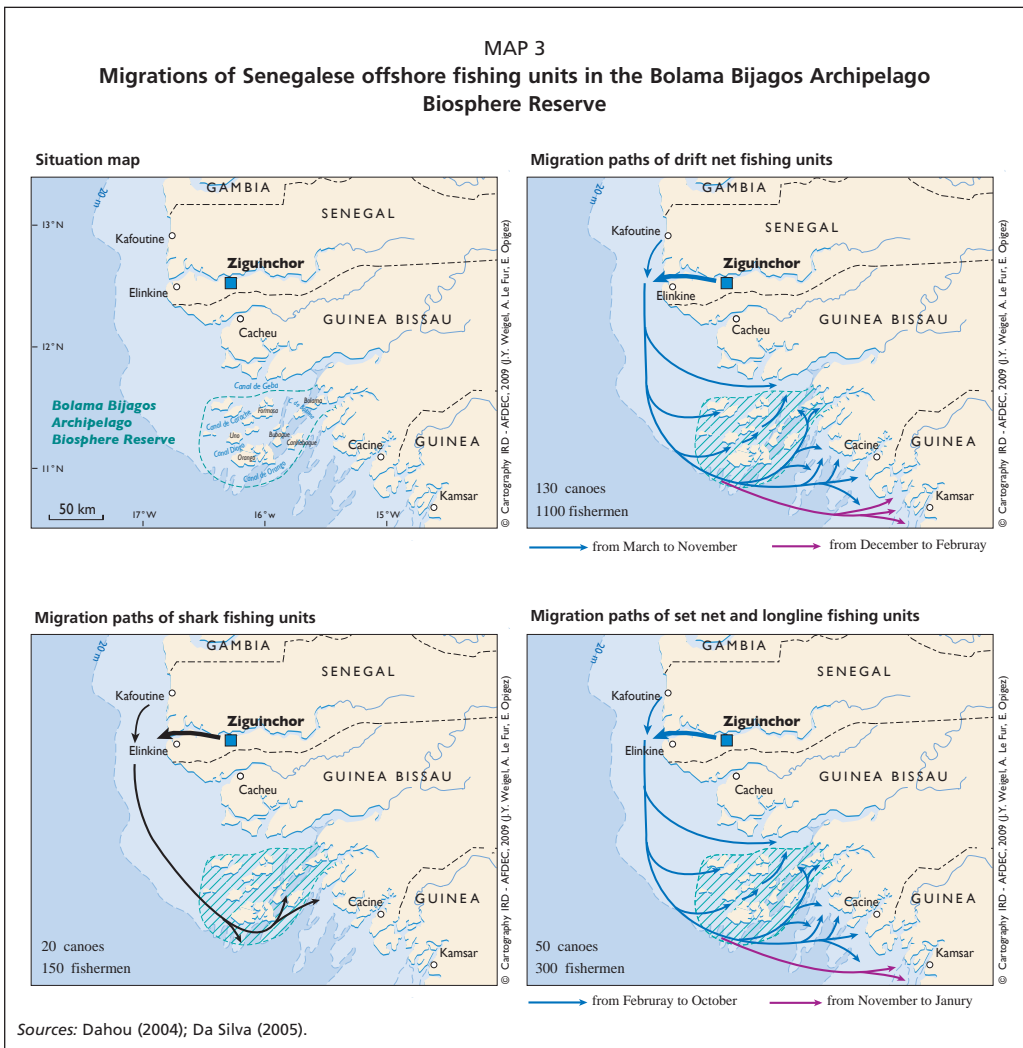 MAP 3
Migrations of Senegalese offshore fishing units in the Bolama Bijagos Archipelago
Biosphere Reserve
Situation map
20 m
GAMBIA
13°N
SENEGAL
Kafoutine
Ziguinchor
Elinkine
GUINEA BISSAU
Cacheu
12°N
Canal de Geba
Bolama Bijagos
Archipelago
Biosphere Reserve
Bolama
Formosa
Canal de Carache
Uno
Bubaque
Canhabaque
Canal Diogo
Orango
Canal de Orango
Cacine
GUINEA
11°N
Kamsar
50 km
17°W
16°W
15°W
© Cartography IRD - AFDEC, 2009 (J.Y. Weigel, A. Le Fur, E. Opigez)
Migration paths of drift net fishing units
20 m
GAMBIA
SENEGAL
Kafoutine
Ziguinchor
Elinkine
GUINEA BISSAU
Cacheu
Cacine
GUINEA
Kamsar
130 canoes
1100 fishermen
© Cartography IRD - AFDEC, 2009 (J.Y. Weigel, A. Le Fur, E. Opigez)
from March to November
from December to Februray
Migration paths of shark fishing units
20 m
GAMBIA
SENEGAL
Kafoutine
Ziguinchor
Elinkine
GUINEA BISSAU
Cacheu
Cacine
GUINEA
Kamsar
20 canoes
150 fishermen
© Cartography IRD - AFDEC, 2009 (J.Y. Weigel, A. Le Fur, E. Opigez)
Migration paths of set net and longline fishing units
20 m
GAMBIA
SENEGAL
Kafoutine
Ziguinchor
Elinkine
GUINEA BISSAU
Cacheu
Cacine
GUINEA
Kamsar
50 canoes
300 fishermen
© Cartography IRD - AFDEC, 2009 (J.Y. Weigel, A. Le Fur, E. Opigez)
from Februray to October
from November to Janury
Sources: Dahou (2004); Da Silva (2005).